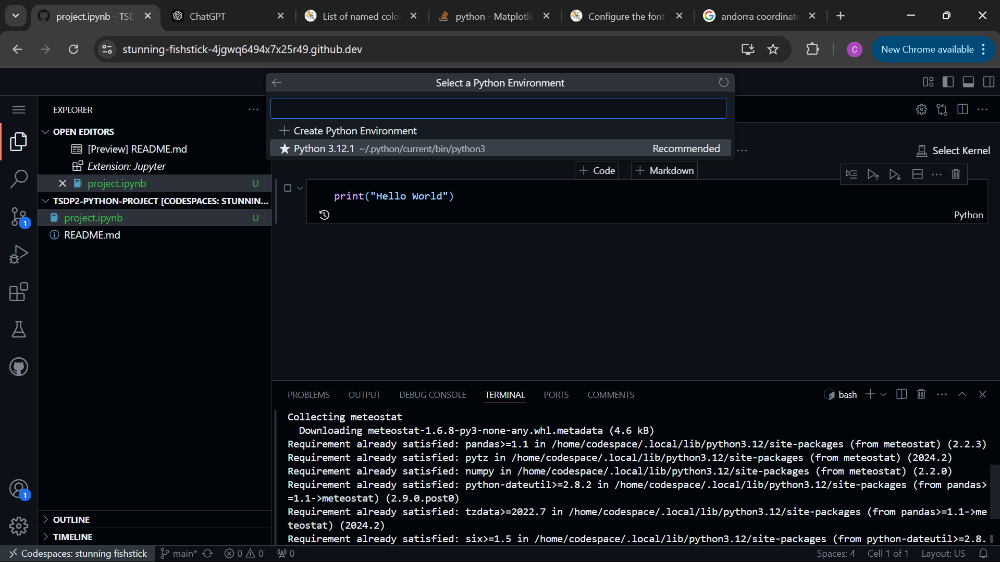 project.ipynb - TSD
ChatGPT
List of named colo
python - Matplotli
Configure the font
andorra coordinate
stunning-fishstick-4jgwq6494x7x25r49.github.dev
C
New Chrome available
Select a Python Environment
Create Python Environment
Python 3.12.1 ~/.python/current/bin/python3 Recommended
EXPLORER
OPEN EDITORS
[Preview] README.md
Extension: Jupyter
project.ipynb U
TSDP2-PYTHON-PROJECT [CODESPACES: STUNNIN...
project.ipynb U
README.md
1
1
OUTLINE
TIMELINE
Select Kernel
Code
Markdown
print("Hello World")
Python
PROBLEMS OUTPUT DEBUG CONSOLE TERMINAL PORTS COMMENTS
bash
Collecting meteostat
Downloading meteostat-1.6.8-py3-none-any.whl.metadata (4.6 kB)
Requirement already satisfied: pandas>=1.1 in /home/codespace/.local/lib/python3.12/site-packages (from meteostat) (2.2.3)
Requirement already satisfied: pytz in /home/codespace/.local/lib/python3.12/site-packages (from meteostat) (2024.2)
Requirement already satisfied: numpy in /home/codespace/.local/lib/python3.12/site-packages (from meteostat) (2.2.0)
Requirement already satisfied: python-dateutil>=2.8.2 in /home/codespace/.local/lib/python3.12/site-packages (from pandas>
=1.1->meteostat) (2.9.0.post0)
Requirement already satisfied: tzdata>=2022.7 in /home/codespace/.local/lib/python3.12/site-packages (from pandas>=1.1->me
teostat) (2024.2)
Requirement already satisfied: six>=1.5 in /home/codespace/.local/lib/python3.12/site-packages (from python-dateutil>=2.8.
Codespaces: stunning fishstick
main*
0 0
0
Spaces: 4
Cell 1 of 1
Layout: US